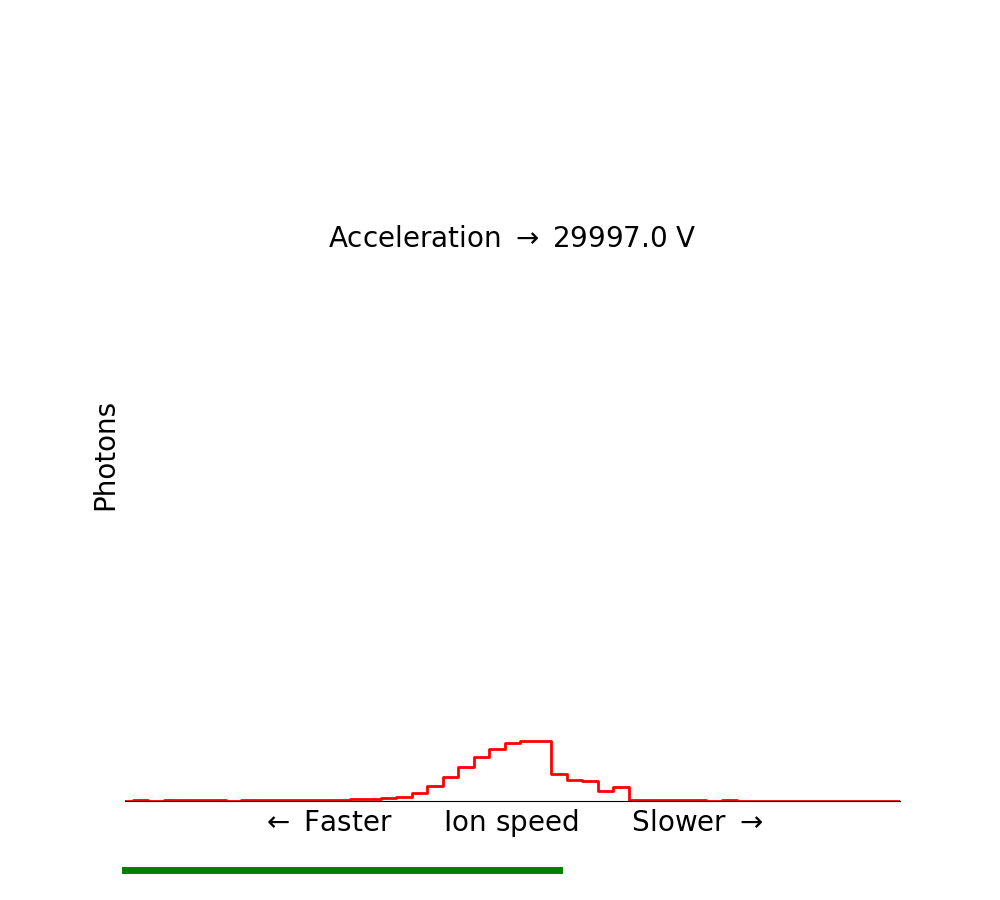 Acceleration → 29997.0 V
Photons
← Faster Ion speed Slower →